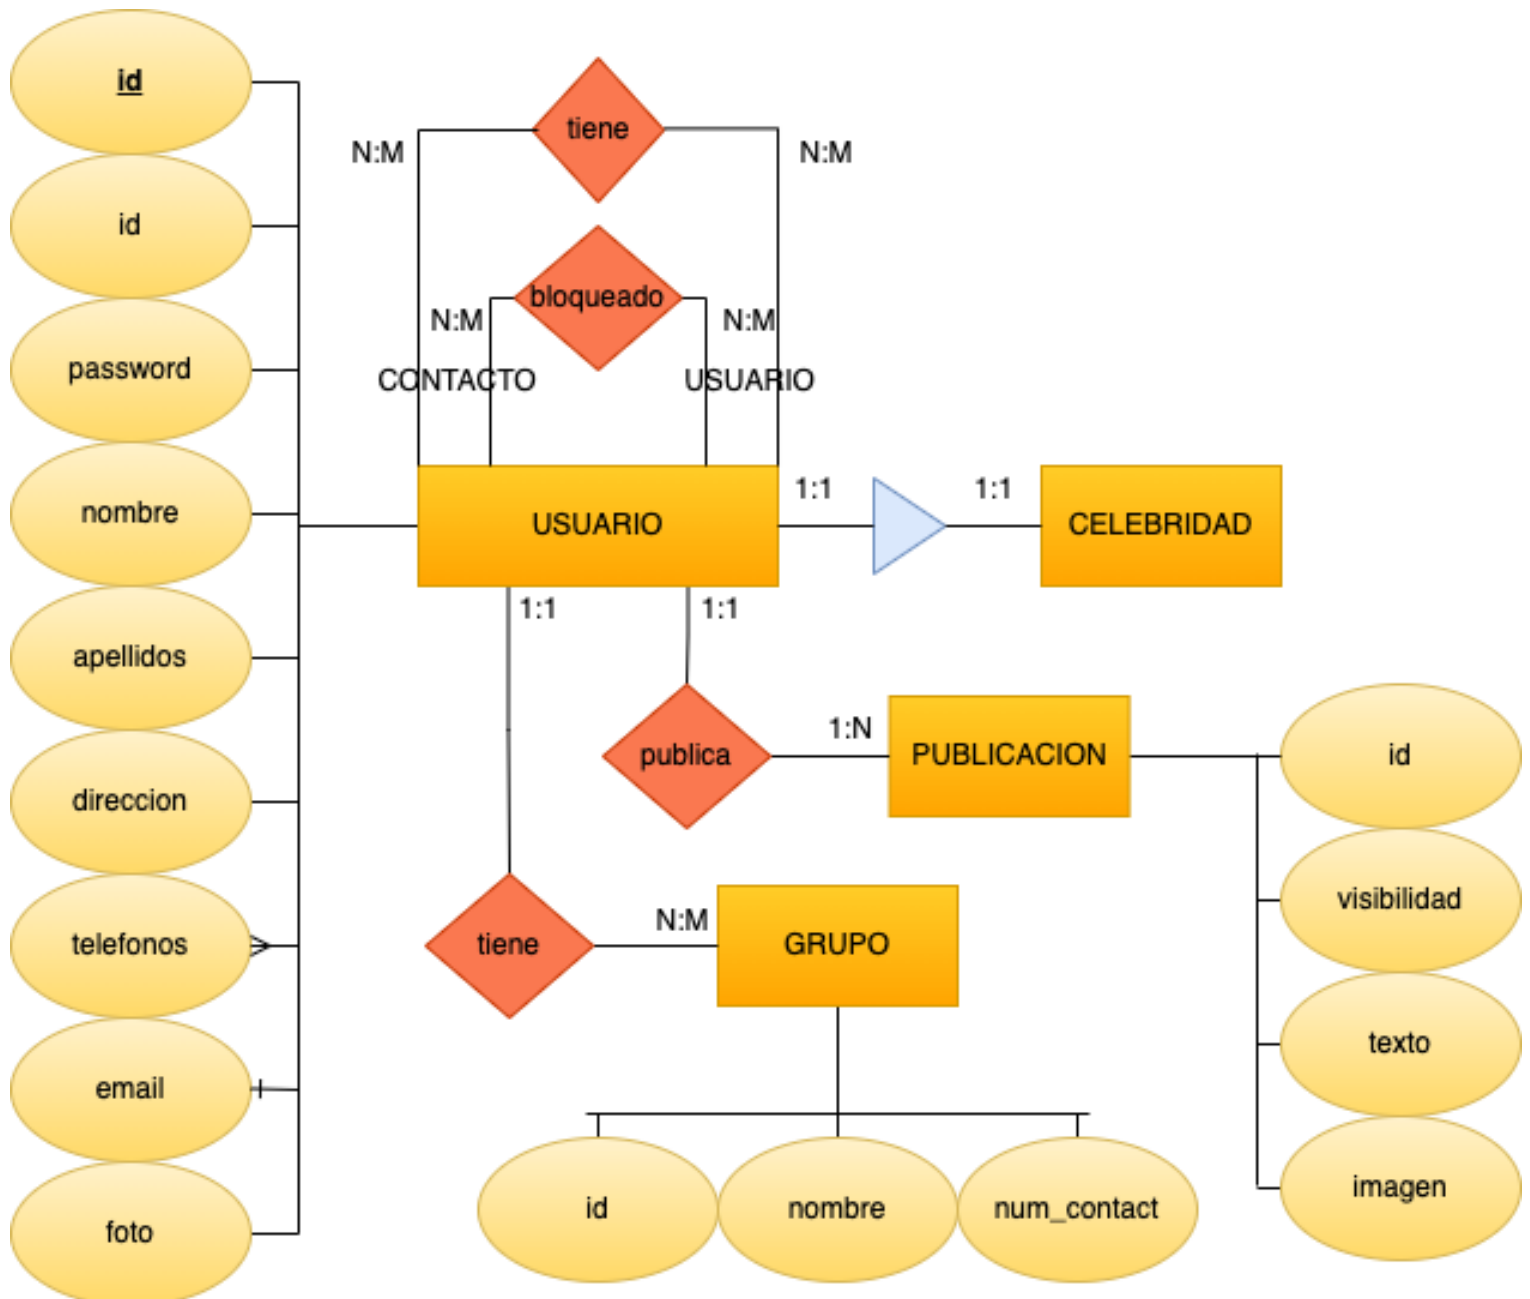 id
id
password
nombre
apellidos
direccion
telefonos
email
foto
tiene
N:M
N:M
bloqueado
N:M
N:M
CONTACTO
USUARIO
USUARIO
1:1
1:1
CELEBRIDAD
1:1
1:1
publica
1:N
PUBLICACION
id
visibilidad
texto
imagen
tiene
N:M
GRUPO
id
nombre
num_contact